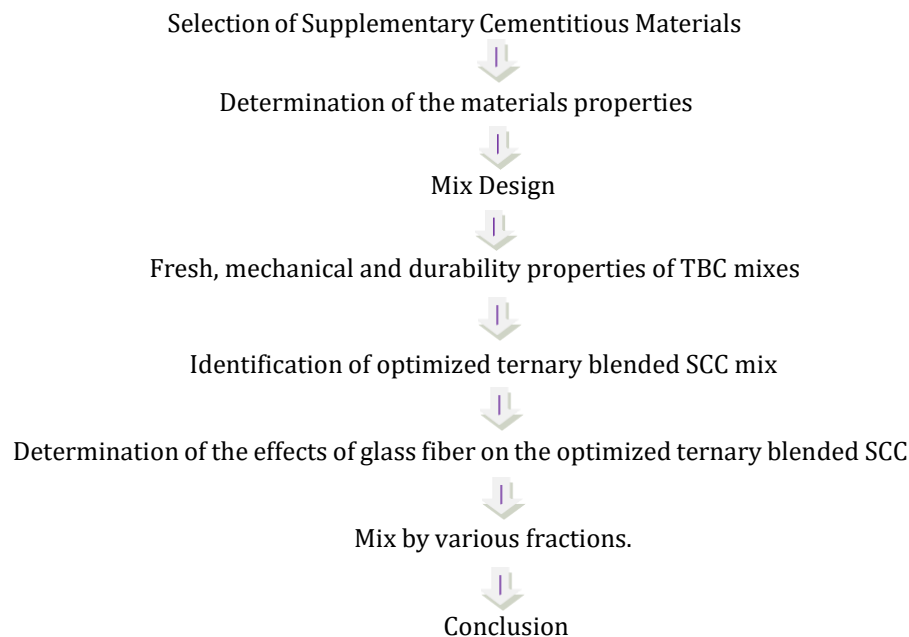 Selection of Supplementary Cementitious Materials
Determination of the materials properties
Mix Design
Fresh, mechanical and durability properties of TBC mixes
Identification of optimized ternary blended SCC mix
Determination of the effects of glass fiber on the optimized ternary blended SCC
Mix by various fractions.
Conclusion